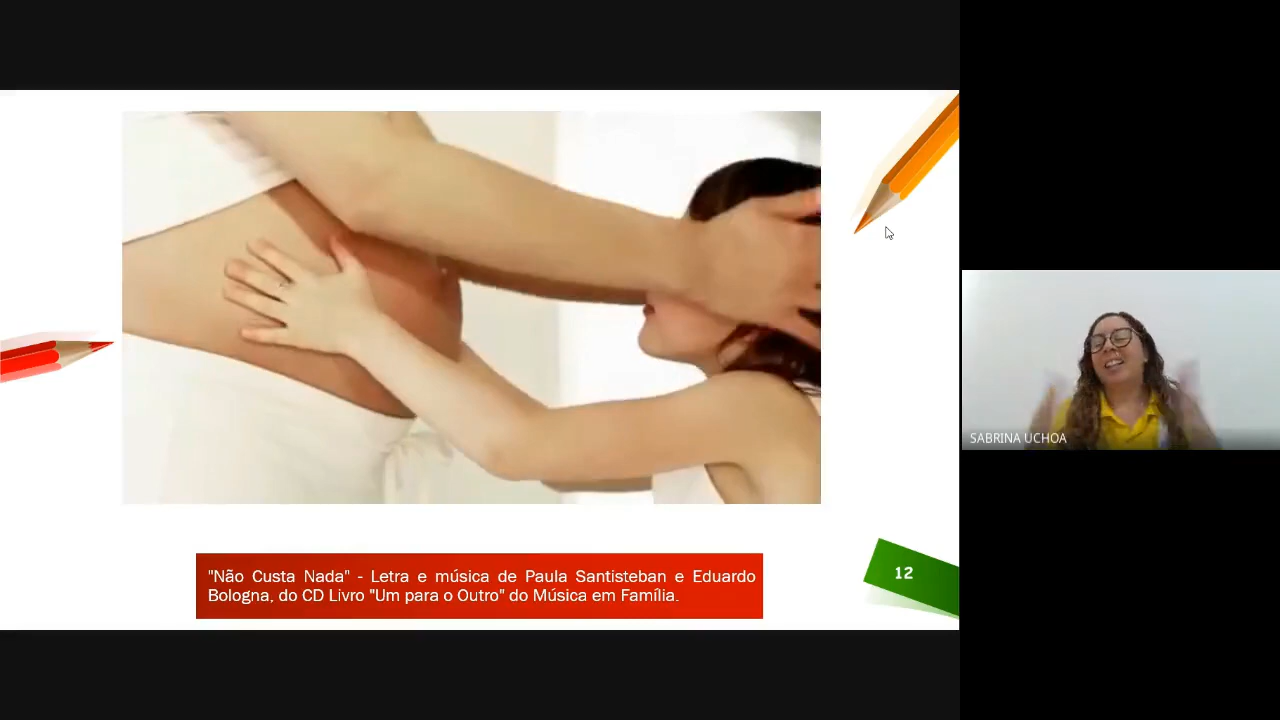 SABRINA UCHOA
"Não Custa Nada" - Letra e música de Paula Santisteban e Eduardo
Bologna, do CD Livro "Um para o Outro" do Música em Família.
12